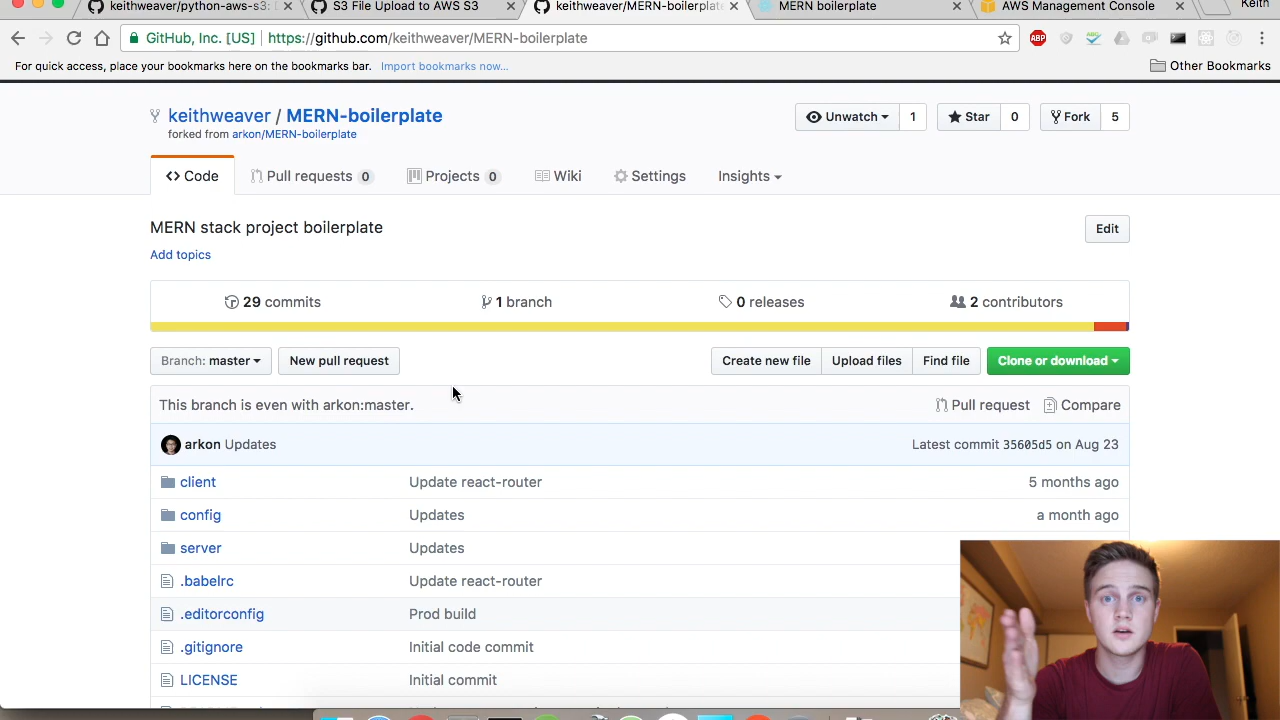 keithweaver/python-aws-s3:
S3 File Upload to AWS S3
keithweaver/MERN-boilerplate
MERN boilerplate
AWS Management Console
Keith
GitHub, Inc. [US]
https://github.com/keithweaver/MERN-boilerplate
ABP
For quick access, place your bookmarks here on the bookmarks bar. Import bookmarks now...
Other Bookmarks
keithweaver / MERN-boilerplate
forked from arkon/MERN-boilerplate
Unwatch 1
Star 0
Fork 5
Code
Pull requests 0
Projects 0
Wiki
Settings
Insights
MERN stack project boilerplate
Edit
Add topics
29 commits
1 branch
0 releases
2 contributors
Branch: master
New pull request
Create new file
Upload files
Find file
Clone or download
This branch is even with arkon:master.
Pull request
Compare
arkon Updates
Latest commit 35605d5 on Aug 23
client Update react-router 5 months ago
config Updates a month ago
server Updates
.babelrc Update react-router
.editorconfig Prod build
.gitignore Initial code commit
LICENSE Initial commit